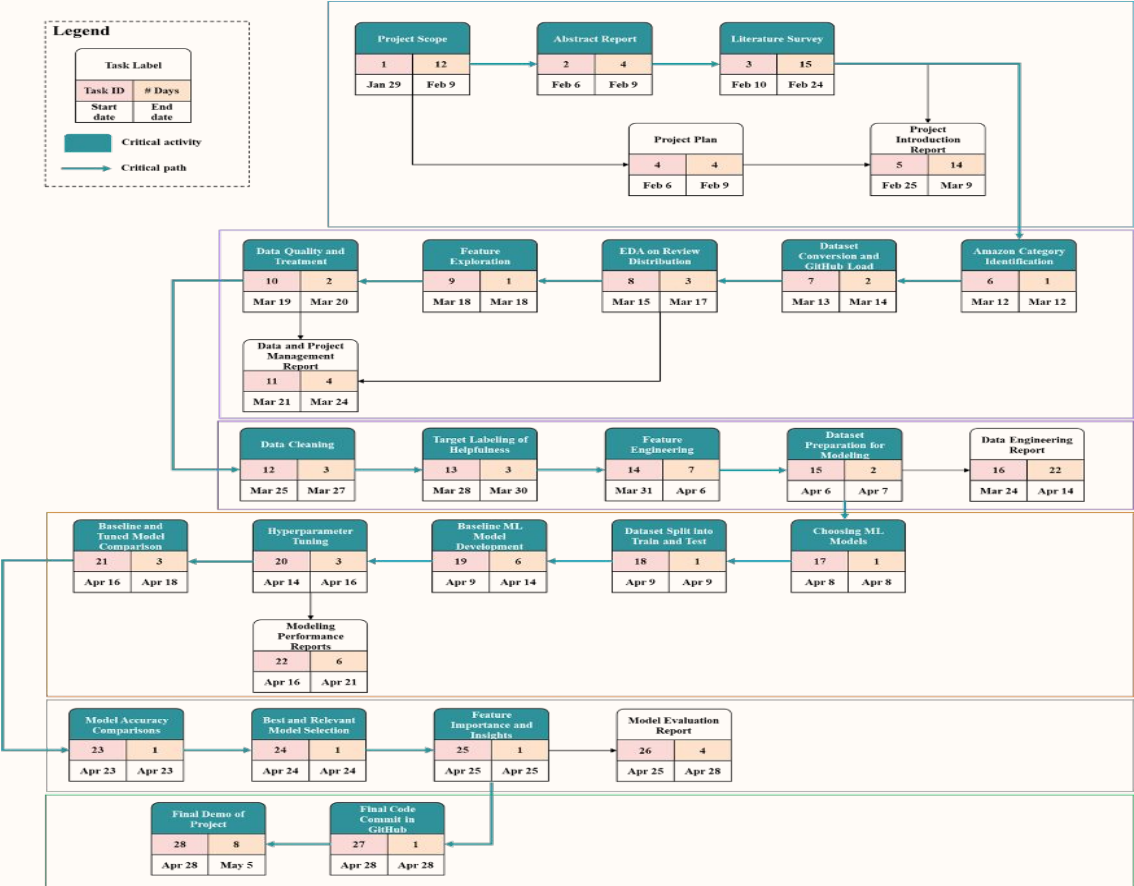 Legend
Task Label
Task ID # Days
Start date End date
Critical activity
Critical path
Project Scope
1 12
Jan 29 Feb 9
Abstract Report
2 4
Feb 6 Feb 9
Literature Survey
3 15
Feb 10 Feb 24
Project Plan
4 4
Feb 6 Feb 9
Project
Introduction
Report
5 14
Feb 25 Mar 9
Data Quality and
Treatment
10 2
Mar 19 Mar 20
Feature
Exploration
9 1
Mar 18 Mar 18
EDA on Review
Distribution
8 3
Mar 15 Mar 17
Dataset
Conversion and
GitHub Load
7 2
Mar 13 Mar 14
Amazon Category
Identification
6 1
Mar 12 Mar 12
Data and Project
Management
Report
11 4
Mar 21 Mar 24
Data Cleaning
12 3
Mar 25 Mar 27
Target Labeling of
Helpfulness
13 3
Mar 28 Mar 30
Feature
Engineering
14 7
Mar 31 Apr 6
Dataset
Preparation for
Modeling
15 2
Apr 6 Apr 7
Data Engineering
Report
16 22
Mar 24 Apr 14
Baseline and
Tuned Model
Comparison
21 3
Apr 16 Apr 18
Hyperparameter
Tuning
20 3
Apr 14 Apr 16
Baseline ML
Model
Development
19 6
Apr 9 Apr 14
Dataset Split into
Train and Test
18 1
Apr 9 Apr 9
Choosing ML
Models
17 1
Apr 8 Apr 8
Modeling
Performance
Reports
22 6
Apr 16 Apr 21
Model Accuracy
Comparisons
23 1
Apr 23 Apr 23
Best and Relevant
Model Selection
24 1
Apr 24 Apr 24
Feature
Importance and
Insights
25 1
Apr 25 Apr 25
Model Evaluation
Report
26 4
Apr 25 Apr 28
Final Demo of
Project
28 8
Apr 28 May 5
Final Code
Commit in
GitHub
27 1
Apr 28 Apr 28